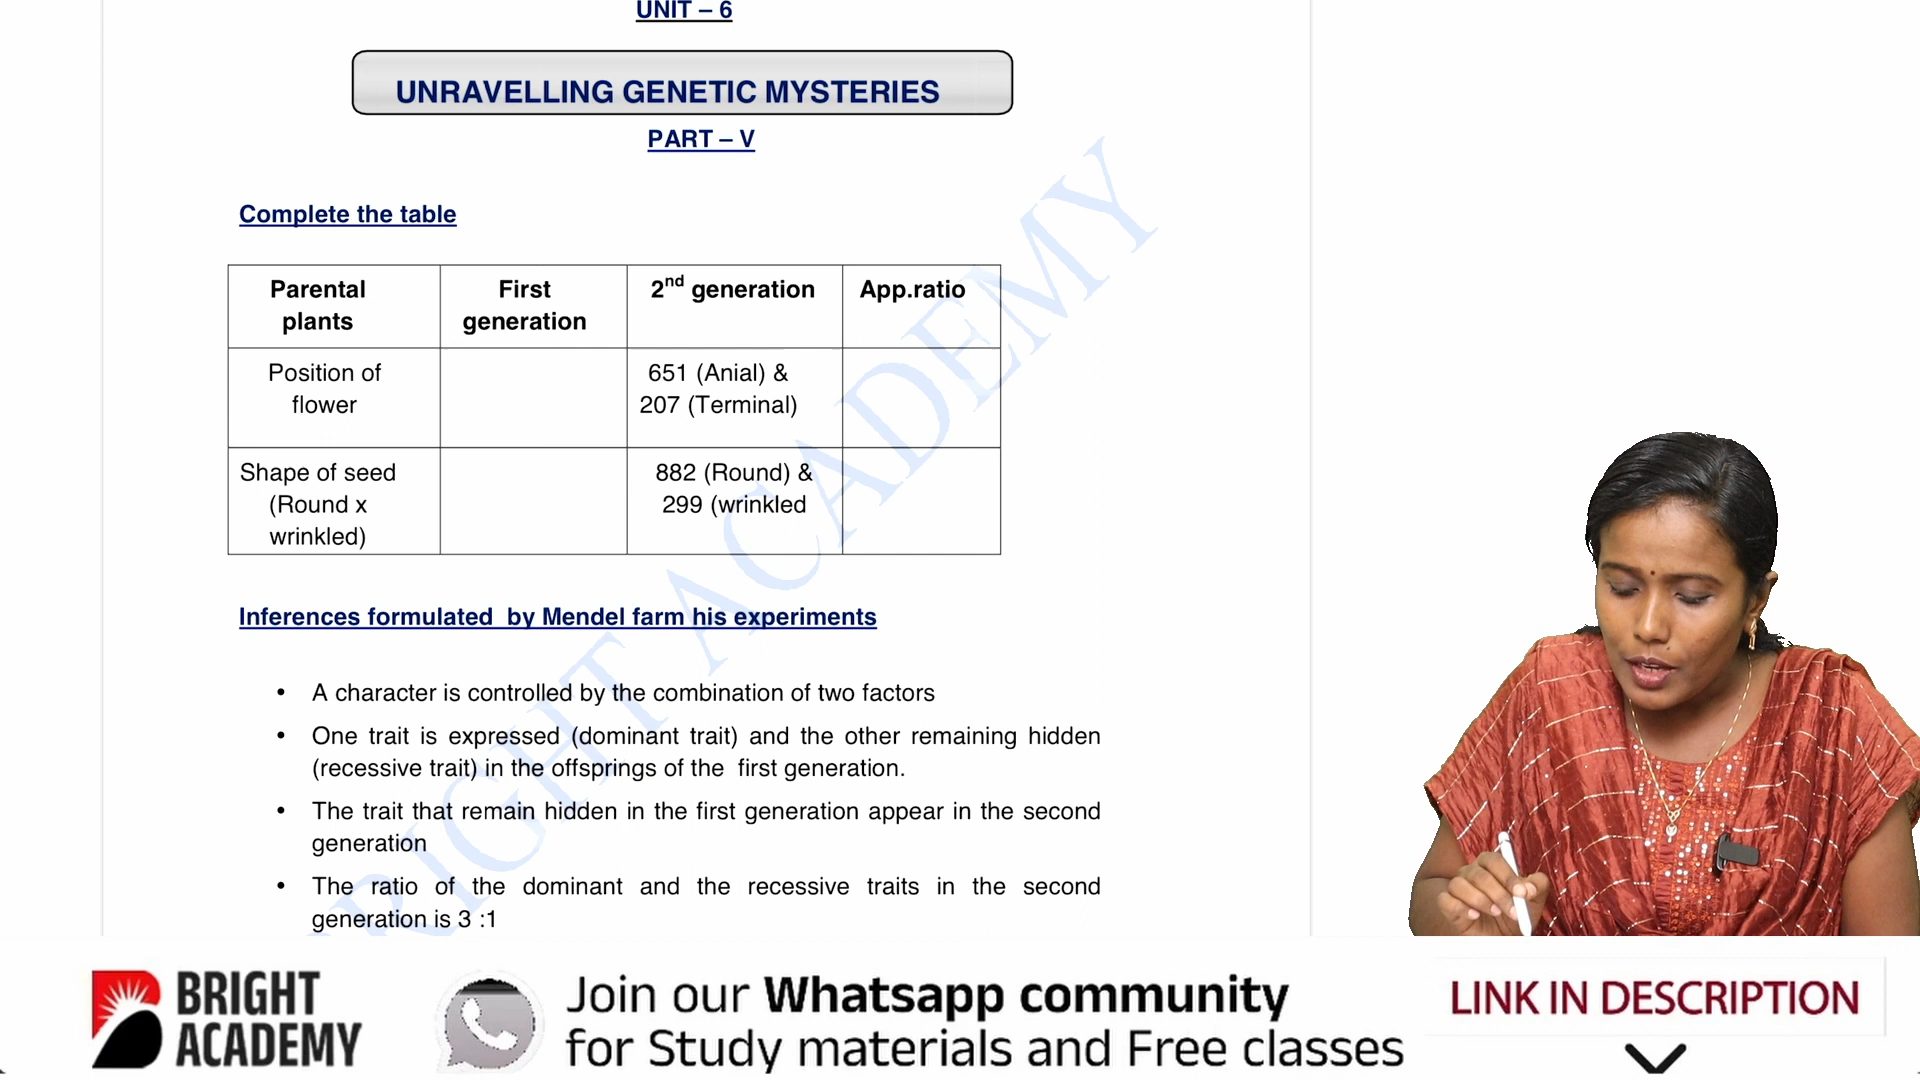 UNIT – 6
UNRAVELLING GENETIC MYSTERIES
PART – V
Complete the table
Parental plants | First generation | 2nd generation | App.ratio
Position of flower | | 651 (Anial) & 207 (Terminal) |
Shape of seed (Round x wrinkled) | | 882 (Round) & 299 (wrinkled |
Inferences formulated by Mendel farm his experiments
• A character is controlled by the combination of two factors
• One trait is expressed (dominant trait) and the other remaining hidden
(recessive trait) in the offsprings of the first generation.
• The trait that remain hidden in the first generation appear in the second
generation
• The ratio of the dominant and the recessive traits in the second
generation is 3 :1
BRIGHT ACADEMY
BRIGHT
ACADEMY
Join our Whatsapp community
for Study materials and Free classes
LINK IN DESCRIPTION